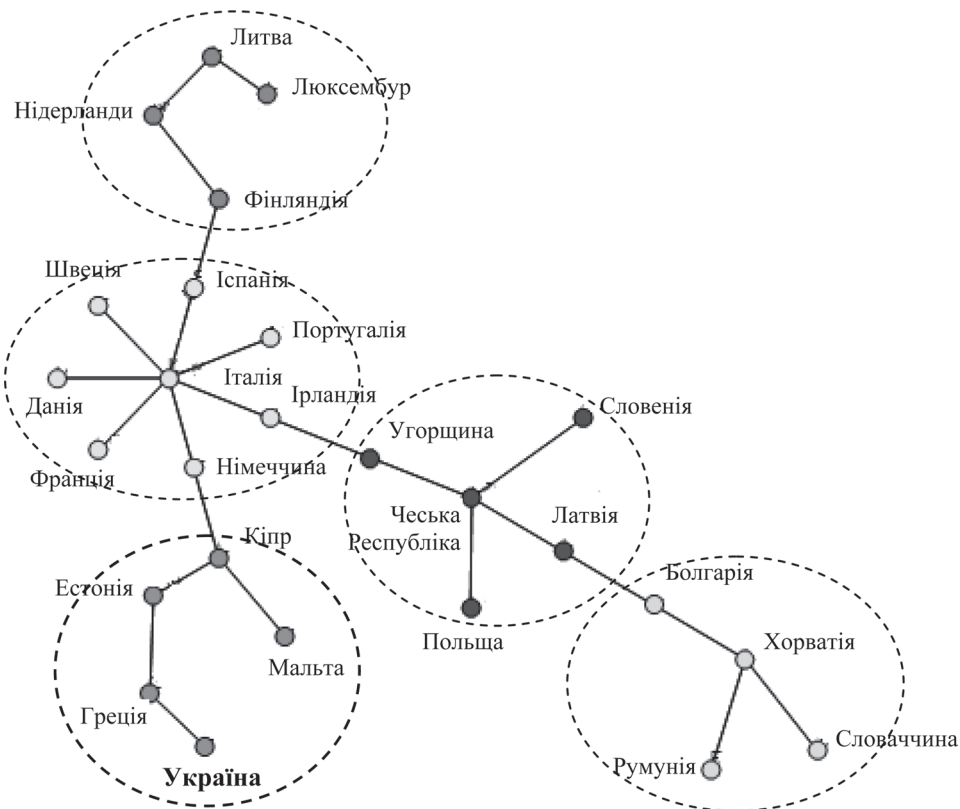 Литва
Люксембур
Нідерланди
Фінляндія
Швеція
Іспанія
Португалія
Італія
Ірландія
Данія
Словенія
Угорщина
Франція
Німеччина
Чеська
Республіка
Латвія
Кіпр
Болгарія
Естонія
Польща
Хорватія
Мальта
Греція
Словаччина
Румунія
Україна